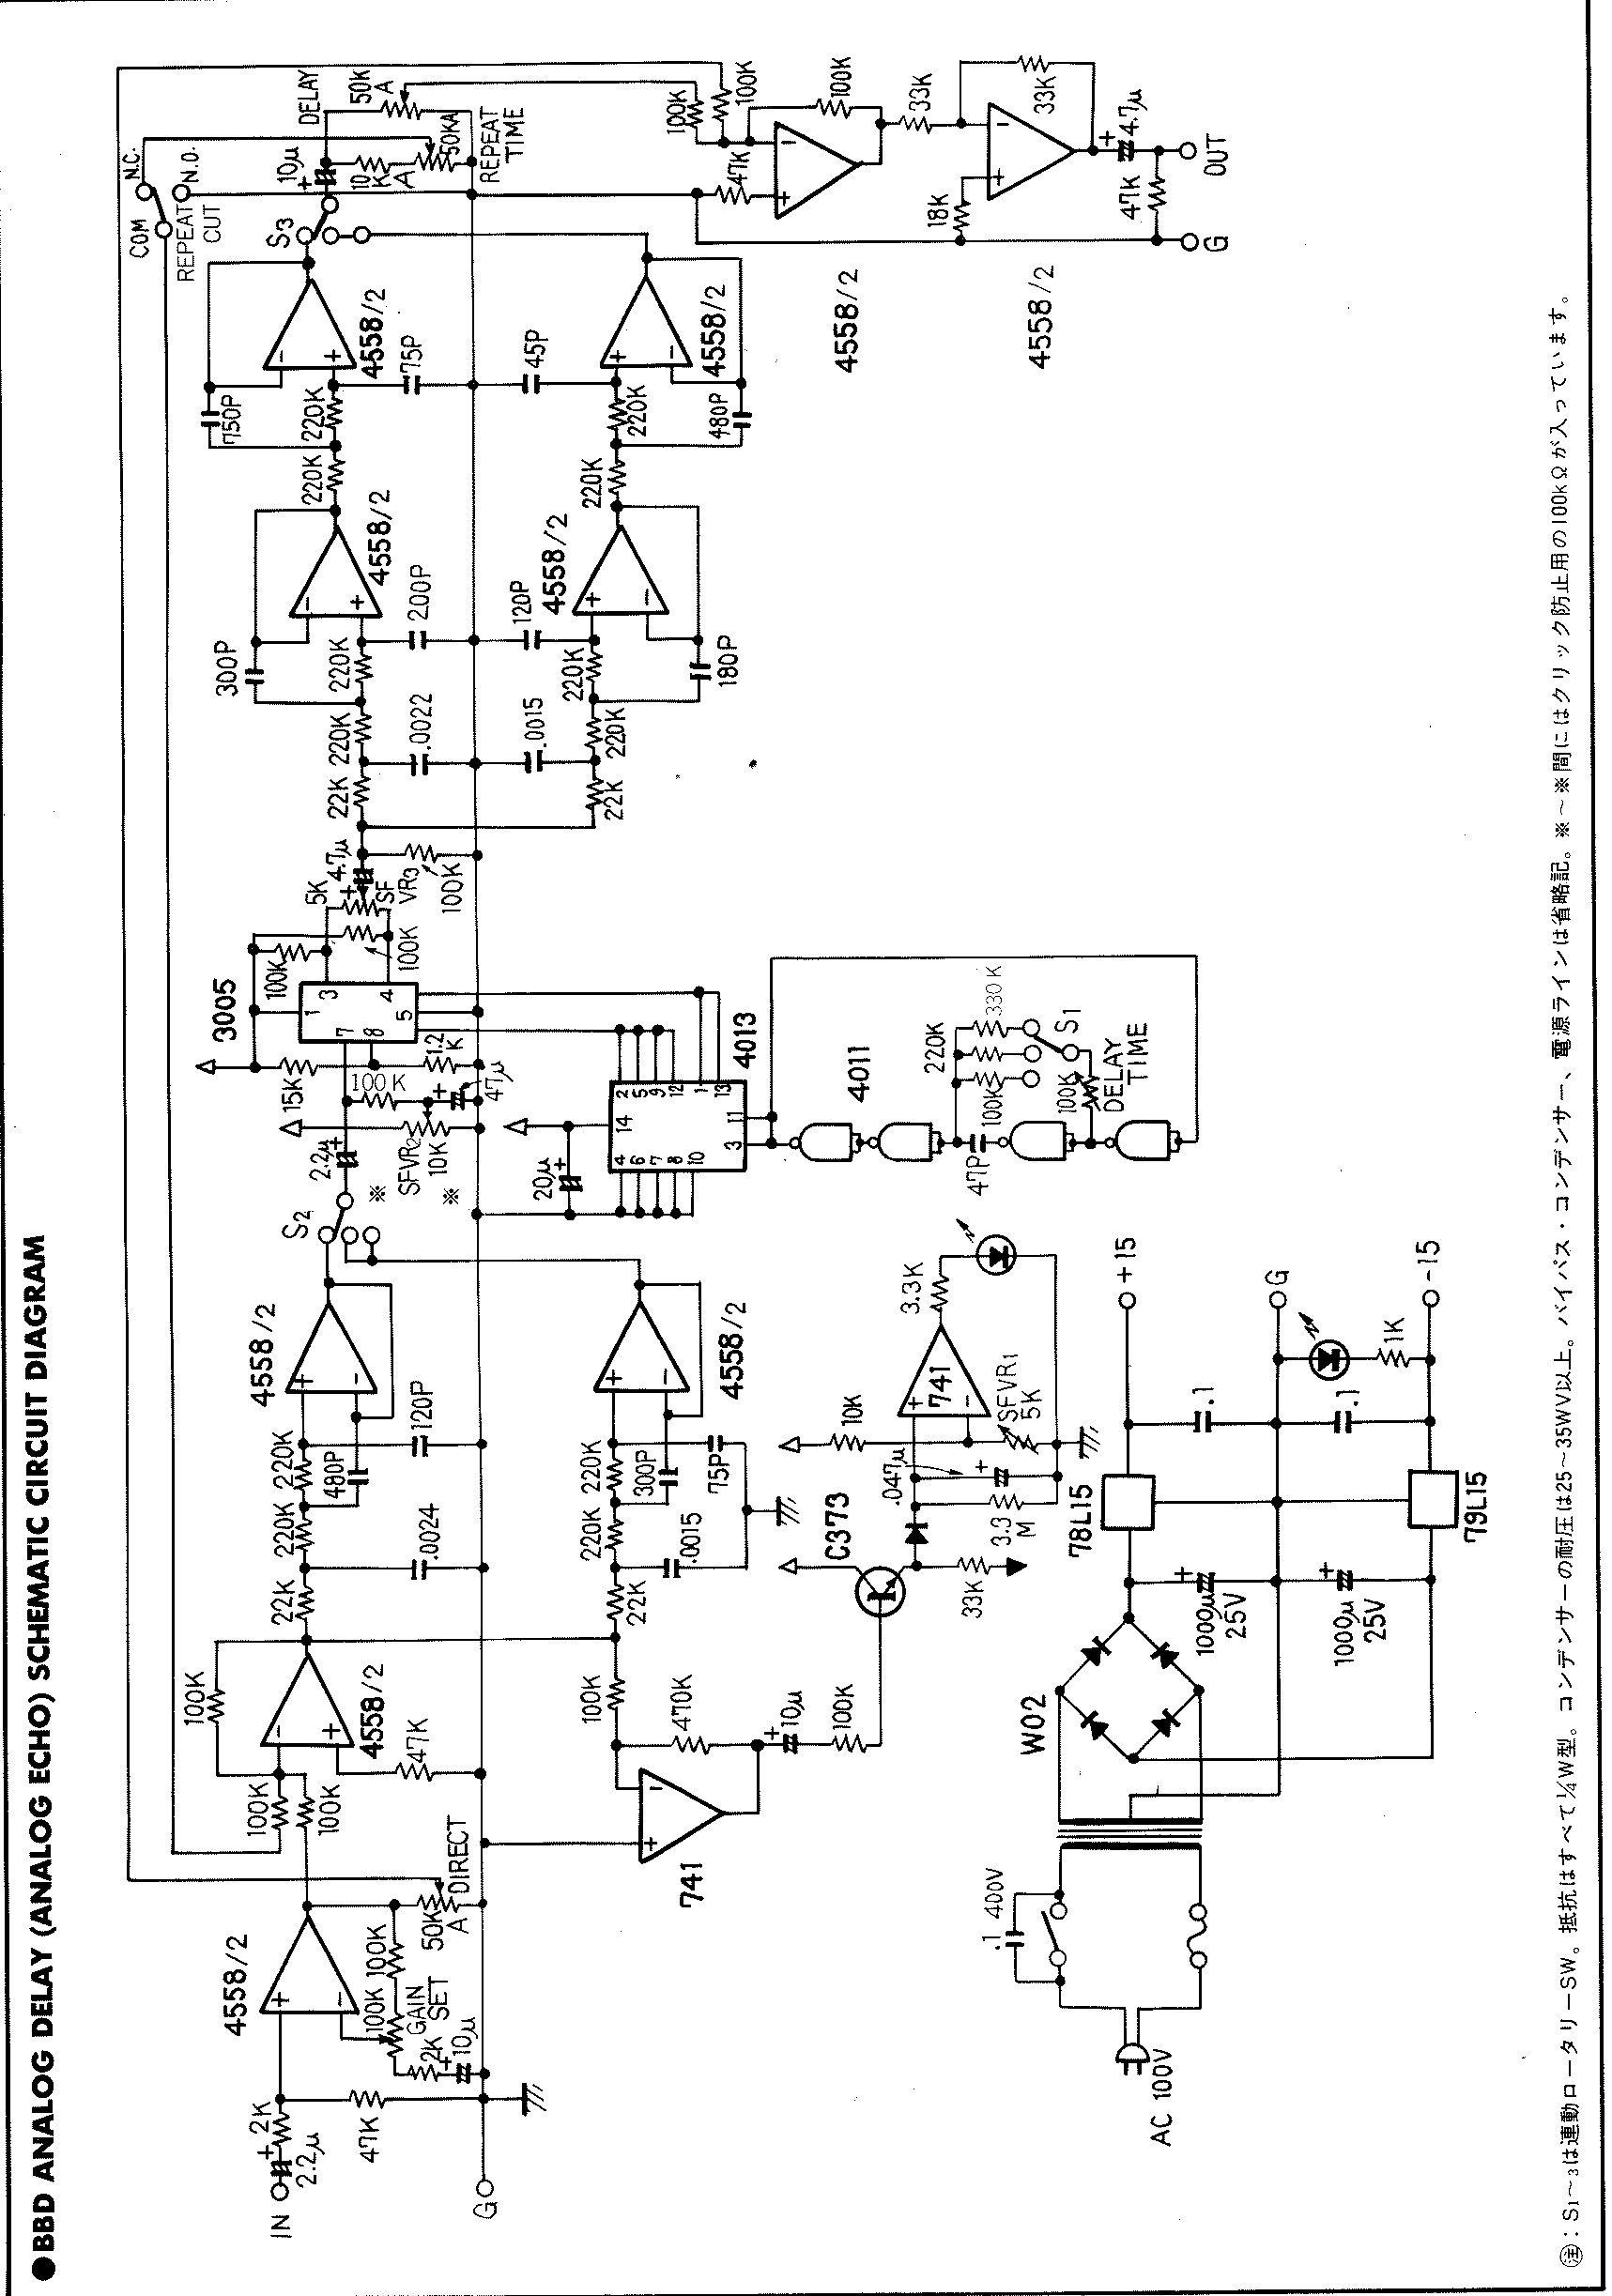 ●BBD ANALOG DELAY (ANALOG ECHO) SCHEMATIC CIRCUIT DIAGRAM
IN
2.2μ
+
2K
47K
G
4558/2
+
−
100K
GAIN SET
2K
+
10μ
100K
50K
A
DIRECT
100K
100K
100K
−
+
4558/2
47K
22K
.0024
220K
220K
480P
120P
4558/2
+
−
22K
.0015
220K
220K
300P
75P
4558/2
+
−
S2
2.2μ
+
※
SFVR2
10K
※
15K
100K
+
47μ
1.2K
3005
1
7
8
3
4
5
100K
100K
5K
SF
VR3
+
4.7μ
100K
22K
.0022
220K
220K
300P
200P
4558/2
−
+
220K
220K
750P
75P
4558/2
−
+
22K
.0015
220K
220K
180P
120P
4558/2
+
−
220K
220K
480P
45P
4558/2
+
−
S3
COM
N.C.
N.O.
REPEAT CUT
+
10μ
10K
DELAY
50K
A
50KA
A
REPEAT TIME
100K
100K
47K
−
+
100K
4558/2
33K
33K
18K
−
+
4558/2
+
4.7μ
47K
OUT
G
20μ
+
4013
14
4
6
7
8
10
2
5
9
12
1
13
3
11
4011
47P
220K
330K
100K
S1
100K
DELAY TIME
741
−
+
100K
470K
+
10μ
100K
C373
33K
3.3M
.047μ
+
10K
741
+
−
SFVR1
5K
3.3K
AC 100V
.1
400V
W02
1000μ
25V
+
1000μ
25V
+
78L15
79L15
.1
.1
1K
+15
G
-15
㊟：S1～3は連動ロータリーSW。抵抗はすべて¼W型。コンデンサーの耐圧は25～35WV以上。バイパス・コンデンサー、電源ラインは省略記。※～※間にはクリック防止用の100kΩが入っています。